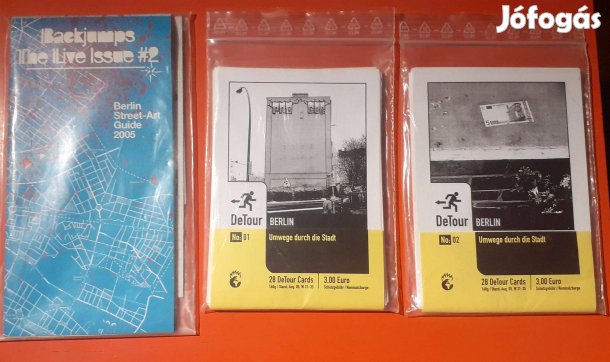 Jófogás
Backjumps
The Live Issue #2
Berlin
Street-Art
Guide
2005
DeTour
BERLIN
No: 01
Umwege durch die Stadt
28 DeTour Cards
3,00 Euro
DeTour
BERLIN
No: 02
Umwege durch die Stadt
28 DeTour Cards
3,00 Euro